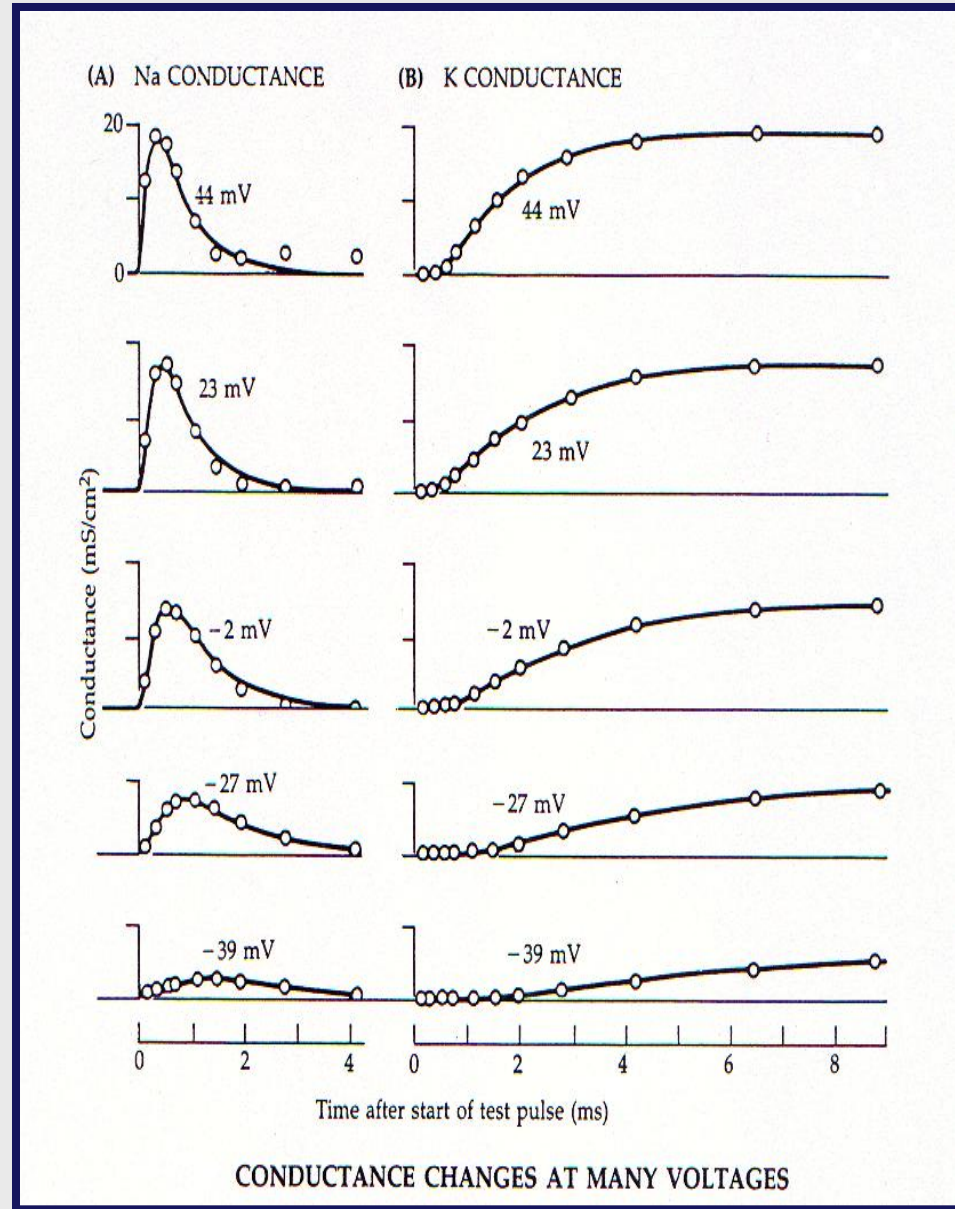 (A) Na CONDUCTANCE
(B) K CONDUCTANCE
20
0
44 mV
44 mV
23 mV
23 mV
−2 mV
−2 mV
−27 mV
−27 mV
−39 mV
−39 mV
Conductance (mS/cm²)
0 2 4
0 2 4 6 8
Time after start of test pulse (ms)
CONDUCTANCE CHANGES AT MANY VOLTAGES